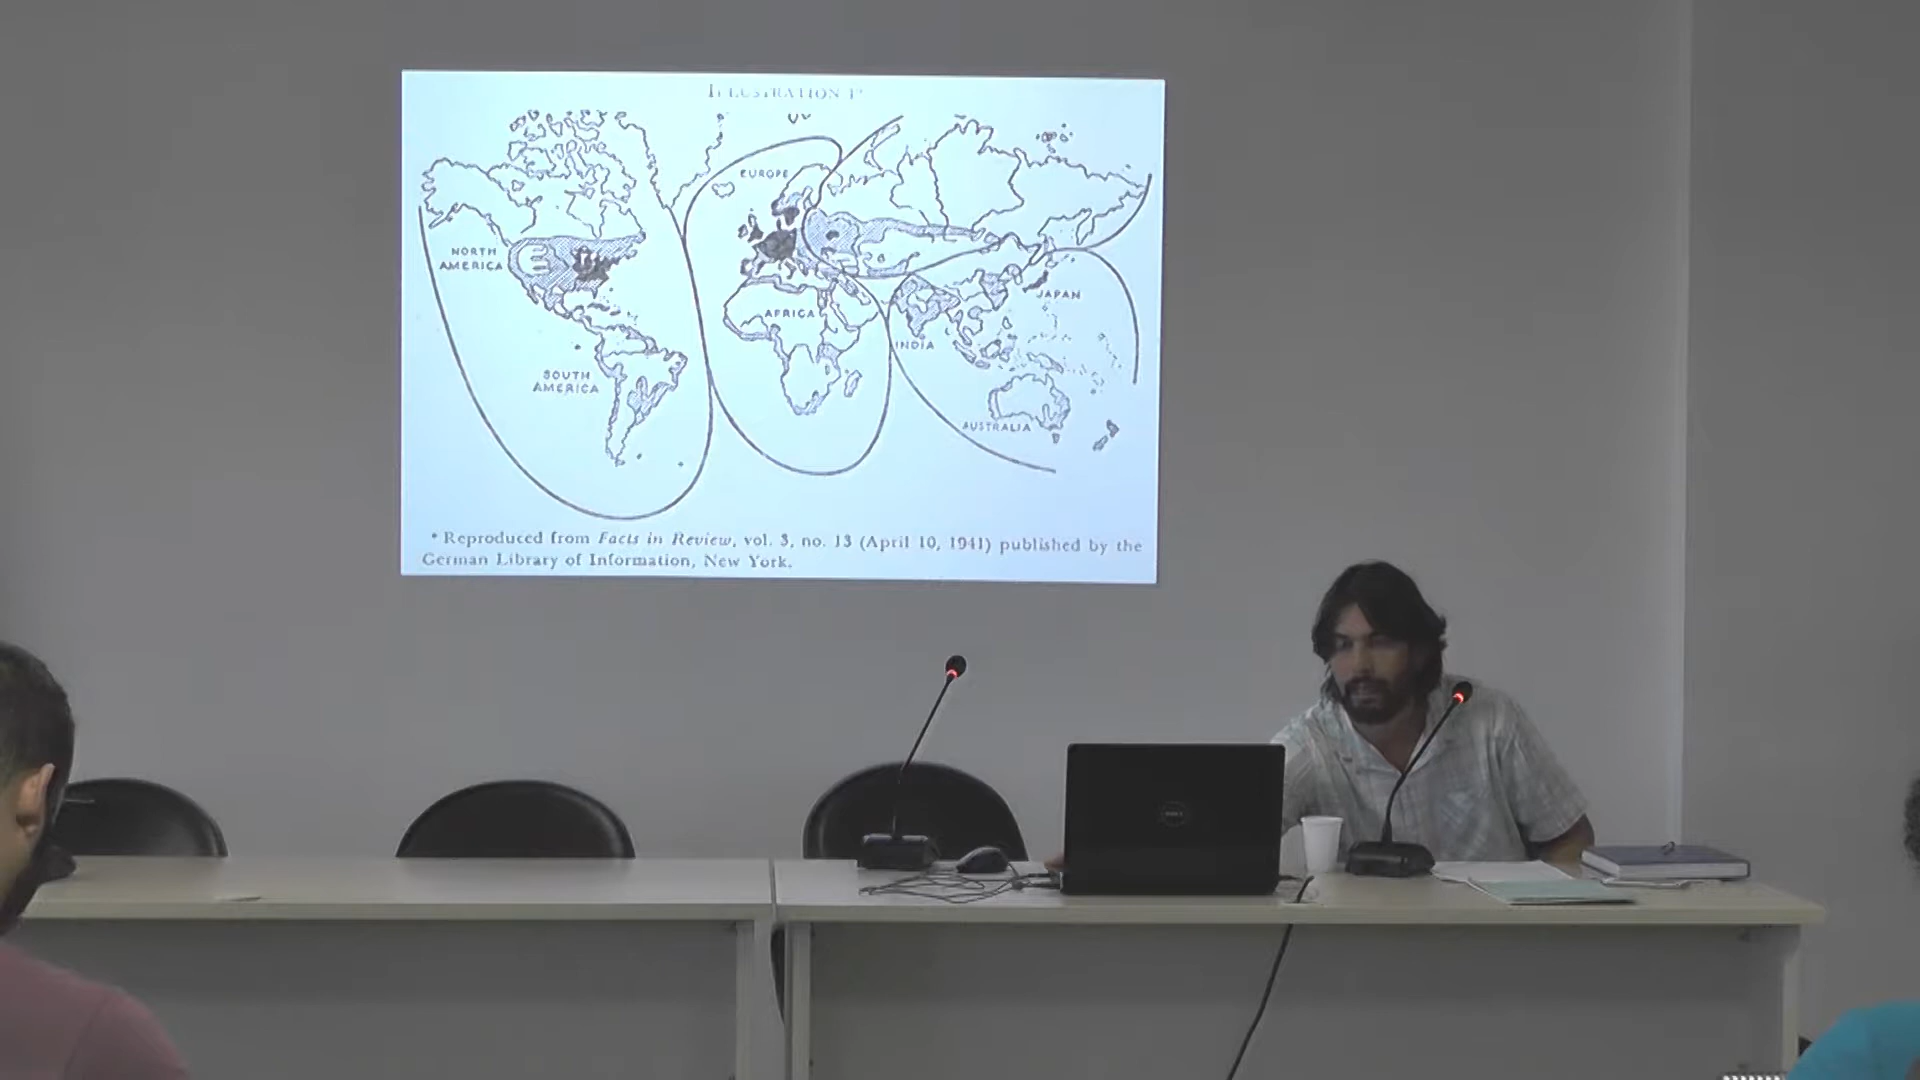 ILLUSTRATION I*
EUROPE
NORTH
AMERICA
AFRICA
JAPAN
INDIA
SOUTH
AMERICA
AUSTRALIA
* Reproduced from Facts in Review, vol. 3, no. 13 (April 10, 1941) published by the
German Library of Information, New York.
DELL